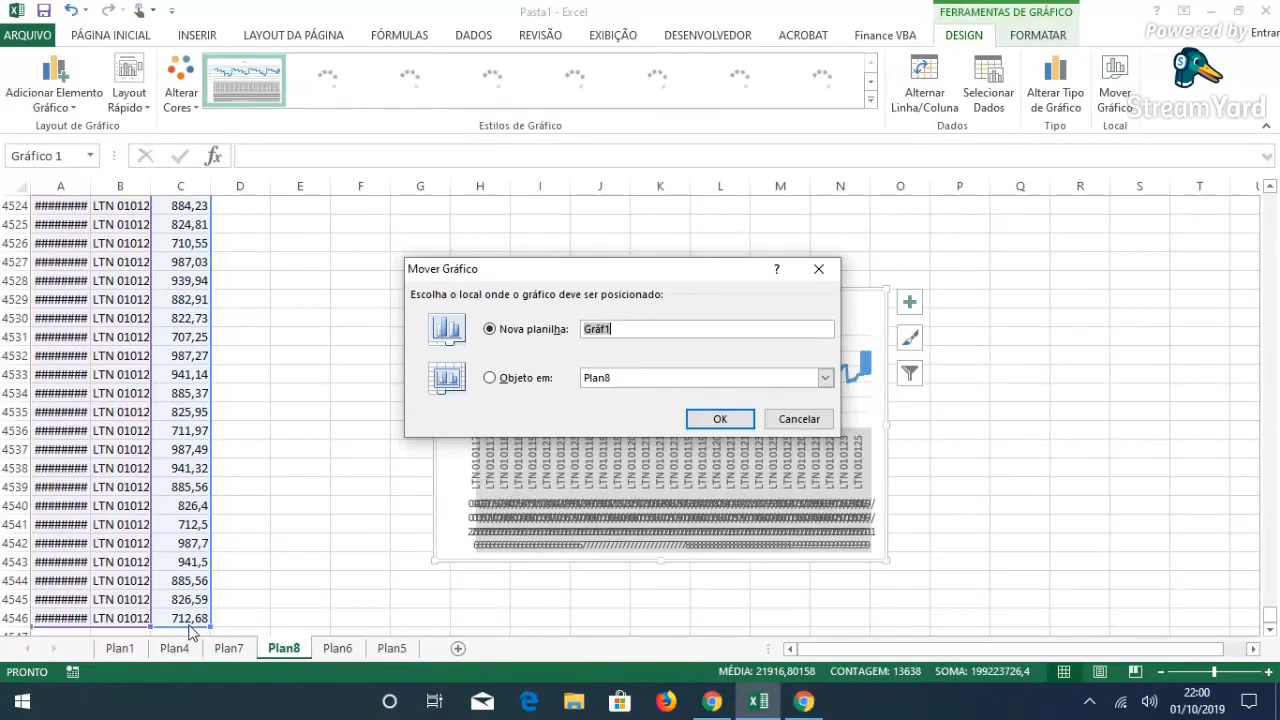 Pasta1 - Excel
FERRAMENTAS DE GRÁFICO
?
Powered by
StreamYard
Entrar
ARQUIVO PÁGINA INICIAL INSERIR LAYOUT DA PÁGINA FÓRMULAS DADOS REVISÃO EXIBIÇÃO DESENVOLVEDOR ACROBAT Finance VBA DESIGN FORMATAR
Adicionar Elemento Gráfico
Layout Rápido
Alterar Cores
Alternar Linha/Coluna
Selecionar Dados
Alterar Tipo de Gráfico
Mover Gráfico
Layout de Gráfico Estilos de Gráfico Dados Tipo Local
Gráfico 1 fx
A B C D E F G H I J K L M N O P Q R S T
4524 ######## LTN 01012 884,23
4525 ######## LTN 01012 824,81
4526 ######## LTN 01012 710,55
4527 ######## LTN 01012 987,03
4528 ######## LTN 01012 939,94
4529 ######## LTN 01012 882,91
4530 ######## LTN 01012 822,73
4531 ######## LTN 01012 707,25
4532 ######## LTN 01012 987,27
4533 ######## LTN 01012 941,14
4534 ######## LTN 01012 885,37
4535 ######## LTN 01012 825,95
4536 ######## LTN 01012 711,97
4537 ######## LTN 01012 987,49
4538 ######## LTN 01012 941,32
4539 ######## LTN 01012 885,56
4540 ######## LTN 01012 826,4
4541 ######## LTN 01012 712,5
4542 ######## LTN 01012 987,7
4543 ######## LTN 01012 941,5
4544 ######## LTN 01012 885,56
4545 ######## LTN 01012 826,59
4546 ######## LTN 01012 712,68
Mover Gráfico ?
Escolha o local onde o gráfico deve ser posicionado:
Nova planilha: Gráf1
Objeto em: Plan8
OK Cancelar
Plan1 Plan4 Plan7 Plan8 Plan6 Plan5
PRONTO MÉDIA: 21916,80158 CONTAGEM: 13638 SOMA: 199223726,4
22:00
01/10/2019